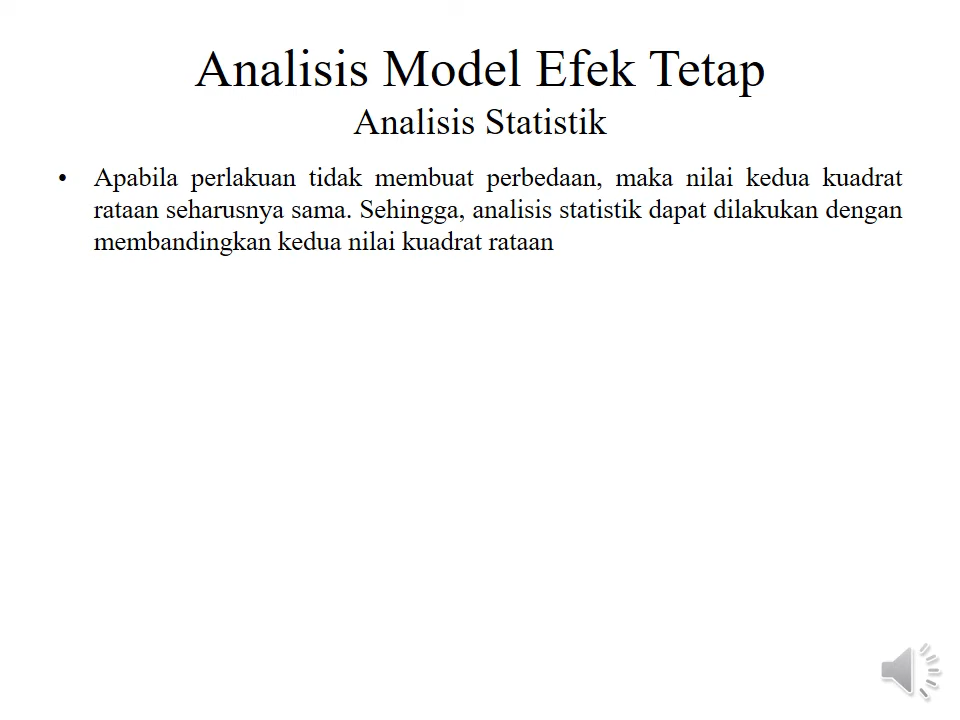 Analisis Model Efek Tetap
Analisis Statistik
• Apabila perlakuan tidak membuat perbedaan, maka nilai kedua kuadrat
rataan seharusnya sama. Sehingga, analisis statistik dapat dilakukan dengan
membandingkan kedua nilai kuadrat rataan